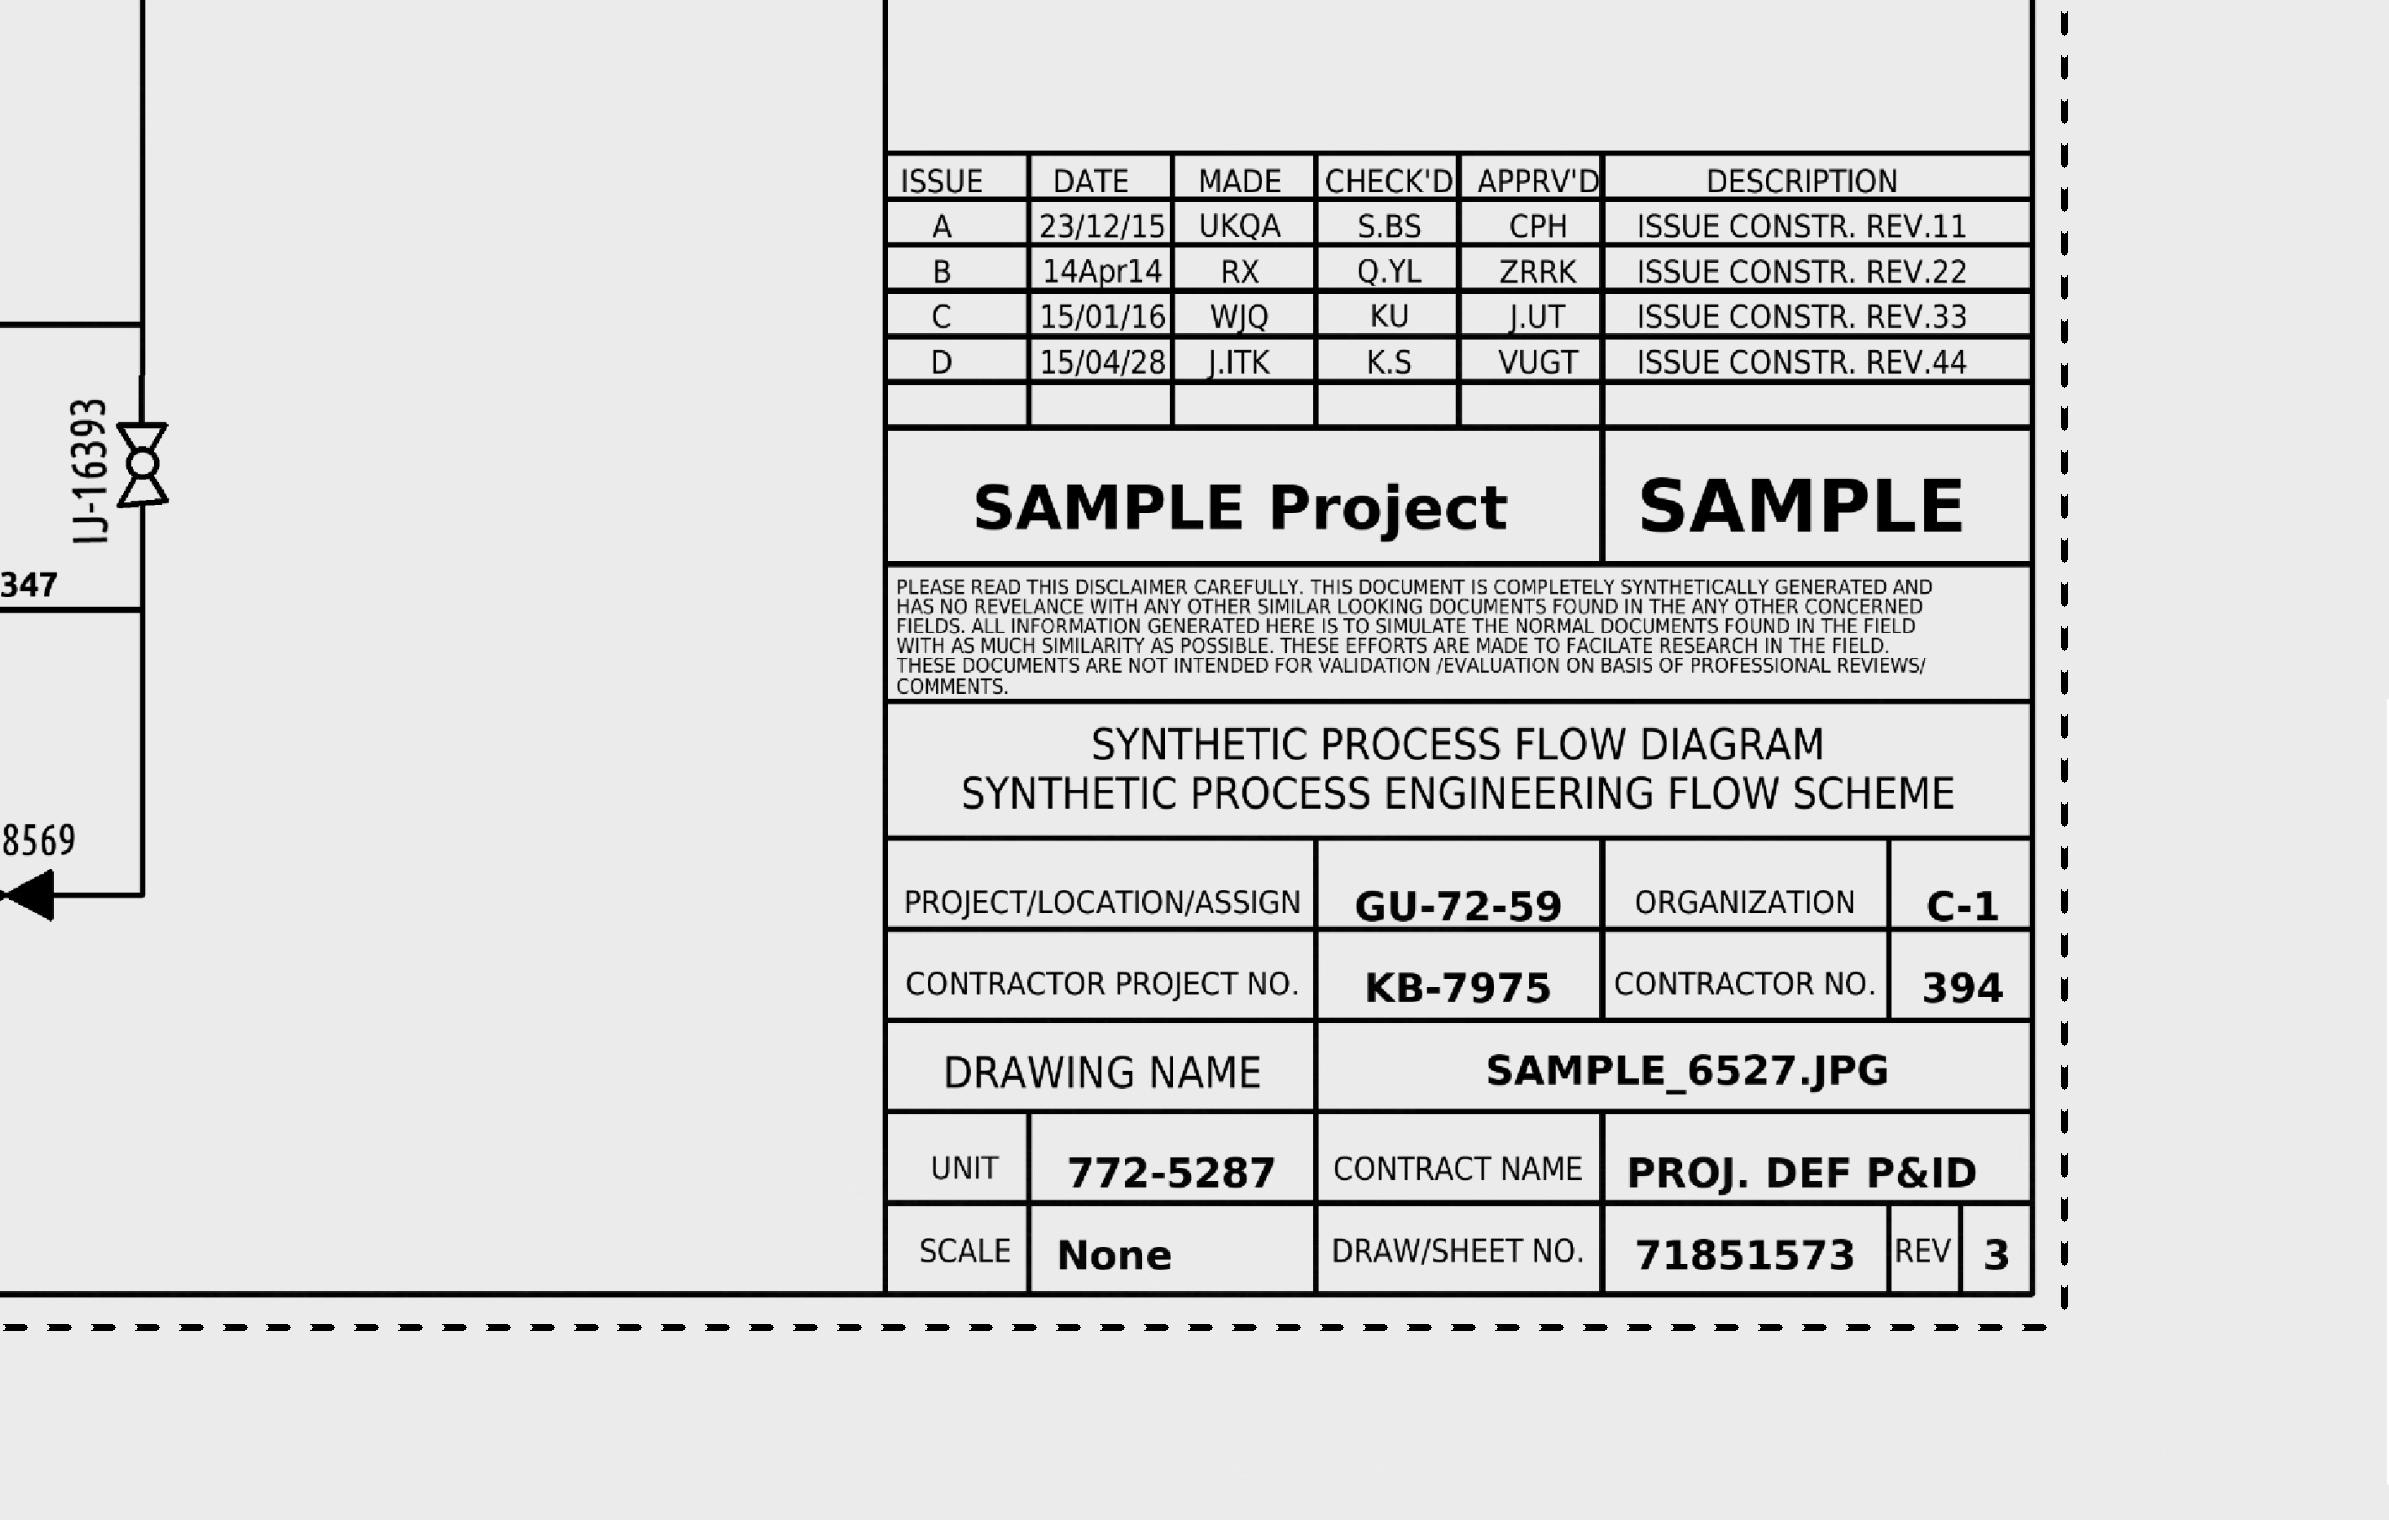 ISSUE DATE MADE CHECK'D APPRV'D DESCRIPTION
A 23/12/15 UKQA S.BS CPH ISSUE CONSTR. REV.11
B 14Apr14 RX Q.YL ZRRK ISSUE CONSTR. REV.22
C 15/01/16 WJQ KU J.UT ISSUE CONSTR. REV.33
D 15/04/28 J.ITK K.S VUGT ISSUE CONSTR. REV.44
IJ-16393
SAMPLE Project SAMPLE
347
PLEASE READ THIS DISCLAIMER CAREFULLY. THIS DOCUMENT IS COMPLETELY SYNTHETICALLY GENERATED AND
HAS NO REVELANCE WITH ANY OTHER SIMILAR LOOKING DOCUMENTS FOUND IN THE ANY OTHER CONCERNED
FIELDS. ALL INFORMATION GENERATED HERE IS TO SIMULATE THE NORMAL DOCUMENTS FOUND IN THE FIELD
WITH AS MUCH SIMILARITY AS POSSIBLE. THESE EFFORTS ARE MADE TO FACILATE RESEARCH IN THE FIELD.
THESE DOCUMENTS ARE NOT INTENDED FOR VALIDATION /EVALUATION ON BASIS OF PROFESSIONAL REVIEWS/
COMMENTS.
SYNTHETIC PROCESS FLOW DIAGRAM
SYNTHETIC PROCESS ENGINEERING FLOW SCHEME
8569
PROJECT/LOCATION/ASSIGN GU-72-59 ORGANIZATION C-1
CONTRACTOR PROJECT NO. KB-7975 CONTRACTOR NO. 394
DRAWING NAME SAMPLE_6527.JPG
UNIT 772-5287 CONTRACT NAME PROJ. DEF P&ID
SCALE None DRAW/SHEET NO. 71851573 REV 3